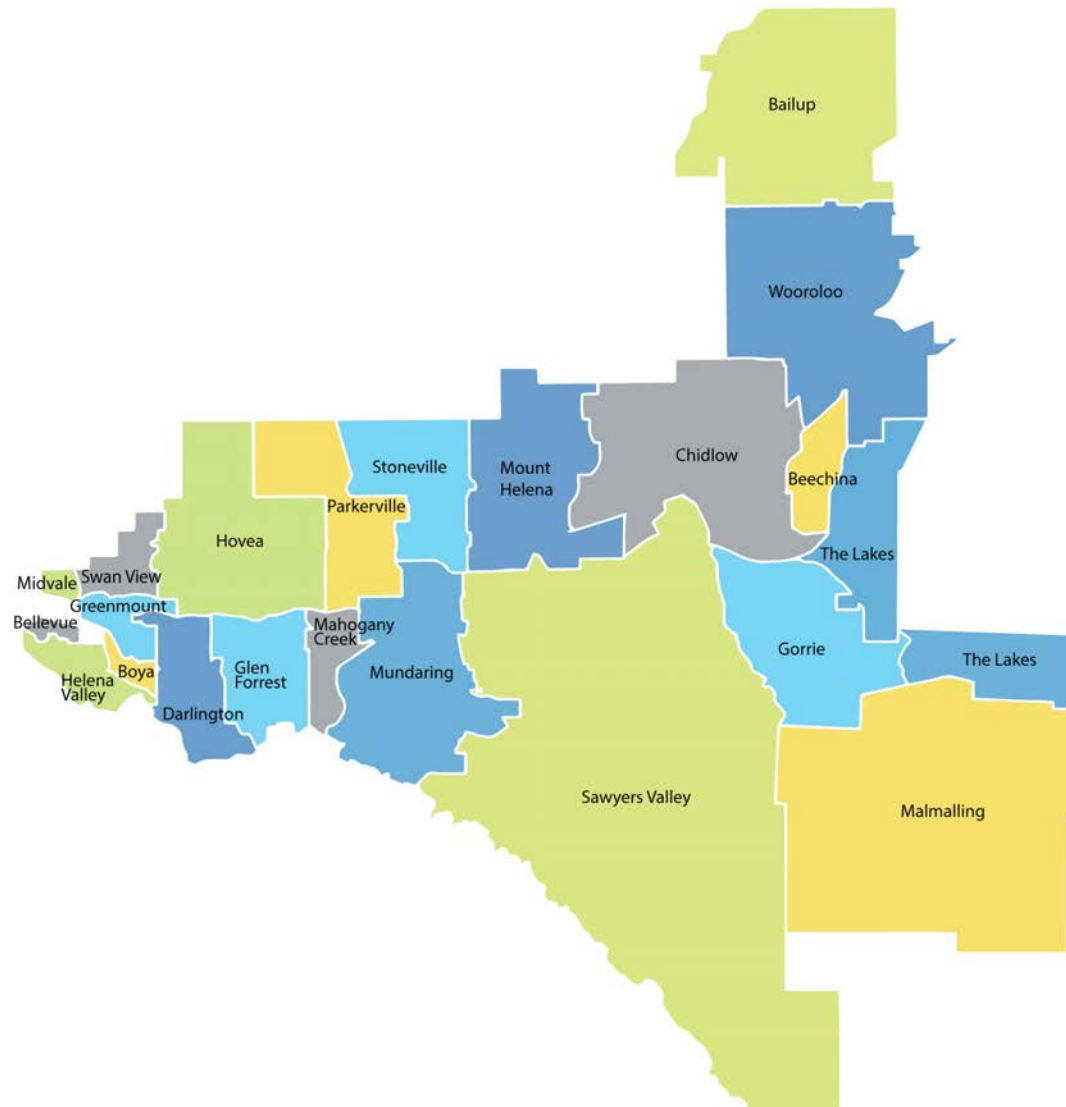 Bailup
Wooroloo
Chidlow
Stoneville
Mount
Helena
Beechina
Parkerville
Hovea
The Lakes
Swan View
Midvale
Greenmount
Bellevue
Mahogany
Creek
Gorrie
The Lakes
Boya
Glen
Forrest
Mundaring
Helena
Valley
Darlington
Sawyers Valley
Malmalling